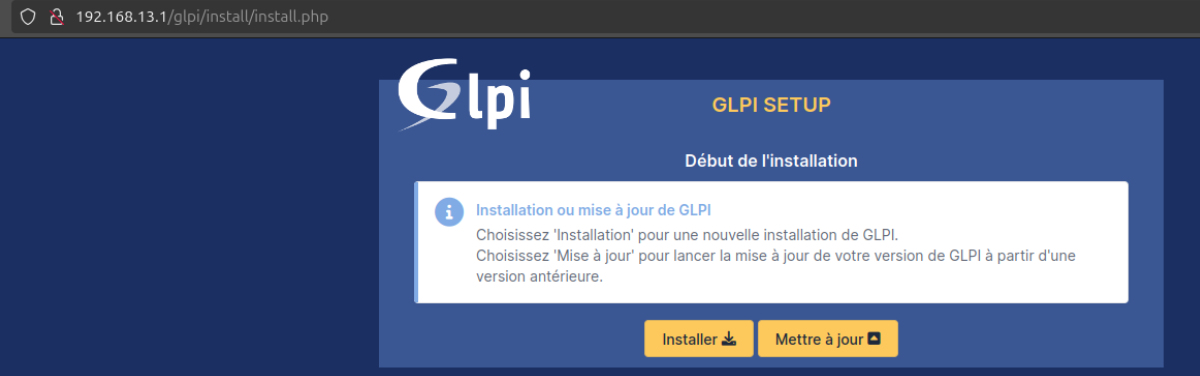 192.168.13.1/glpi/install/install.php
Glpi
GLPI SETUP
Début de l'installation
Installation ou mise à jour de GLPI
Choisissez 'Installation' pour une nouvelle installation de GLPI.
Choisissez 'Mise à jour' pour lancer la mise à jour de votre version de GLPI à partir d'une
version antérieure.
Installer
Mettre à jour